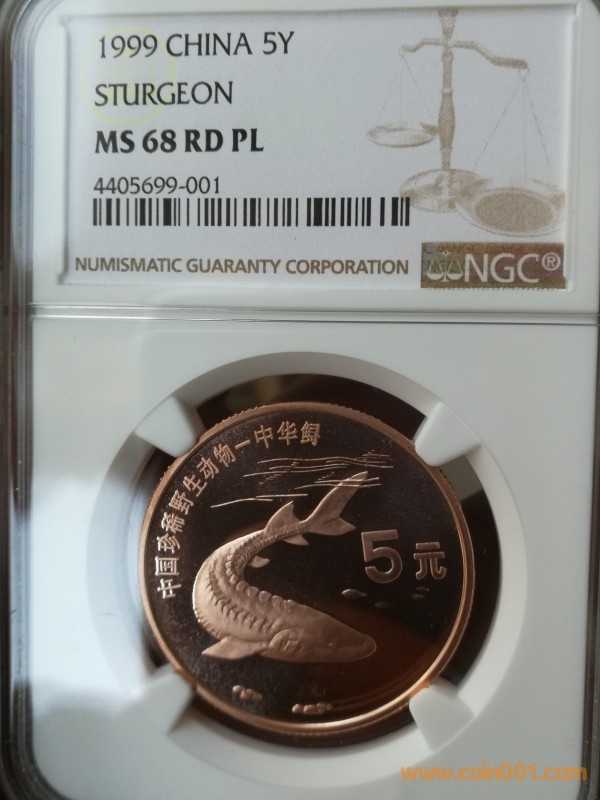 1999 CHINA 5Y
STURGEON
MS 68 RD PL
4405699-001
NUMISMATIC GUARANTY CORPORATION
NGC®
中国珍稀野生动物—中华鲟
5元
www.coin001.com